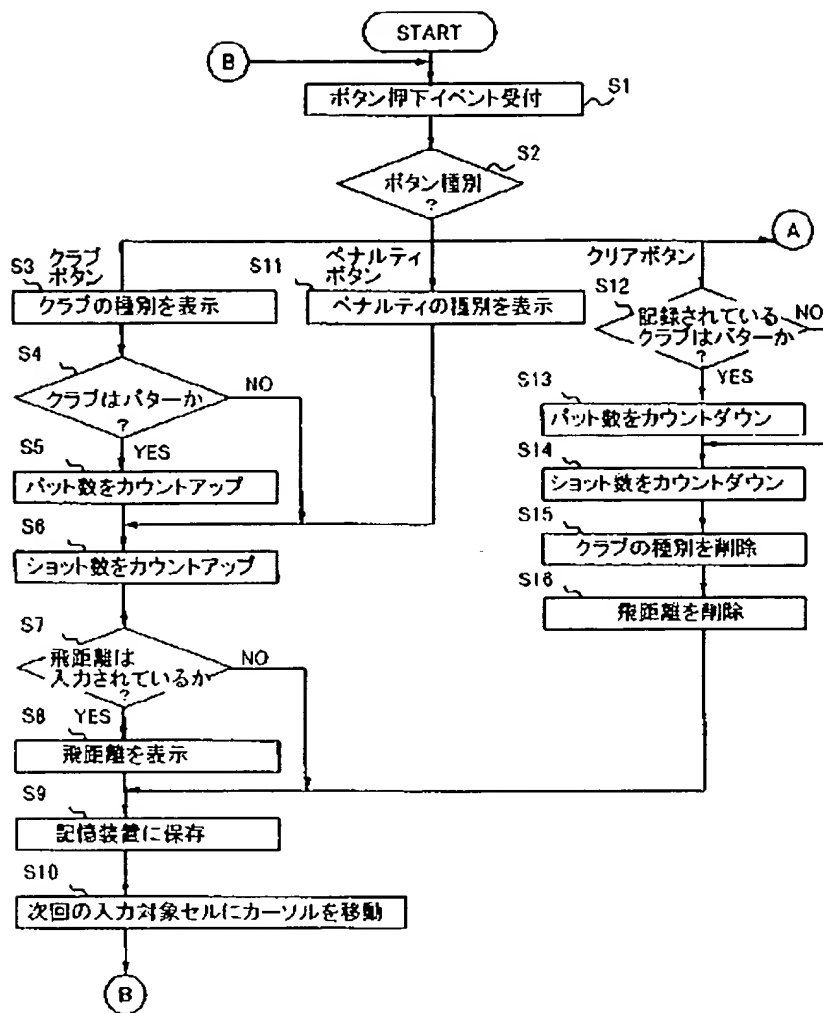 START
B
ボタン押下イベント受付
S1
S2
ボタン種別
?
A
S3
クラブ
ボタン
S11
ペナルティ
ボタン
クリアボタン
S12
クラブの種別を表示
ペナルティの種別を表示
記録されている
クラブはパターか
?
NO
S4
クラブはパターか
?
NO
YES
S13
YES
パット数をカウントダウン
S5
パット数をカウントアップ
S14
ショット数をカウントダウン
S6
ショット数をカウントアップ
S15
クラブの種別を削除
S16
飛距離を削除
S7
飛距離は
入力されているか
?
NO
S8
YES
飛距離を表示
S9
記憶装置に保存
S10
次回の入力対象セルにカーソルを移動
B